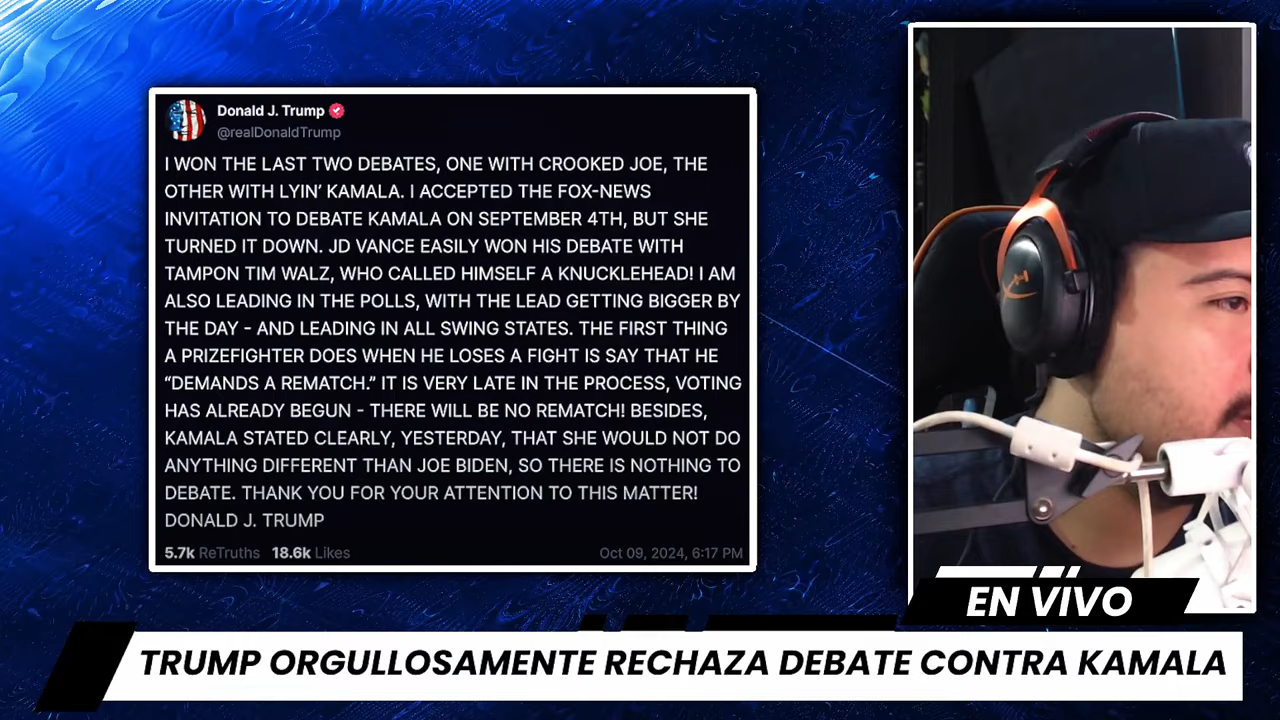 Donald J. Trump
@realDonaldTrump
I WON THE LAST TWO DEBATES, ONE WITH CROOKED JOE, THE
OTHER WITH LYIN’ KAMALA. I ACCEPTED THE FOX-NEWS
INVITATION TO DEBATE KAMALA ON SEPTEMBER 4TH, BUT SHE
TURNED IT DOWN. JD VANCE EASILY WON HIS DEBATE WITH
TAMPON TIM WALZ, WHO CALLED HIMSELF A KNUCKLEHEAD! I AM
ALSO LEADING IN THE POLLS, WITH THE LEAD GETTING BIGGER BY
THE DAY - AND LEADING IN ALL SWING STATES. THE FIRST THING
A PRIZEFIGHTER DOES WHEN HE LOSES A FIGHT IS SAY THAT HE
“DEMANDS A REMATCH.” IT IS VERY LATE IN THE PROCESS, VOTING
HAS ALREADY BEGUN - THERE WILL BE NO REMATCH! BESIDES,
KAMALA STATED CLEARLY, YESTERDAY, THAT SHE WOULD NOT DO
ANYTHING DIFFERENT THAN JOE BIDEN, SO THERE IS NOTHING TO
DEBATE. THANK YOU FOR YOUR ATTENTION TO THIS MATTER!
DONALD J. TRUMP
5.7k ReTruths 18.6k Likes Oct 09, 2024, 6:17 PM
EN VIVO
TRUMP ORGULLOSAMENTE RECHAZA DEBATE CONTRA KAMALA